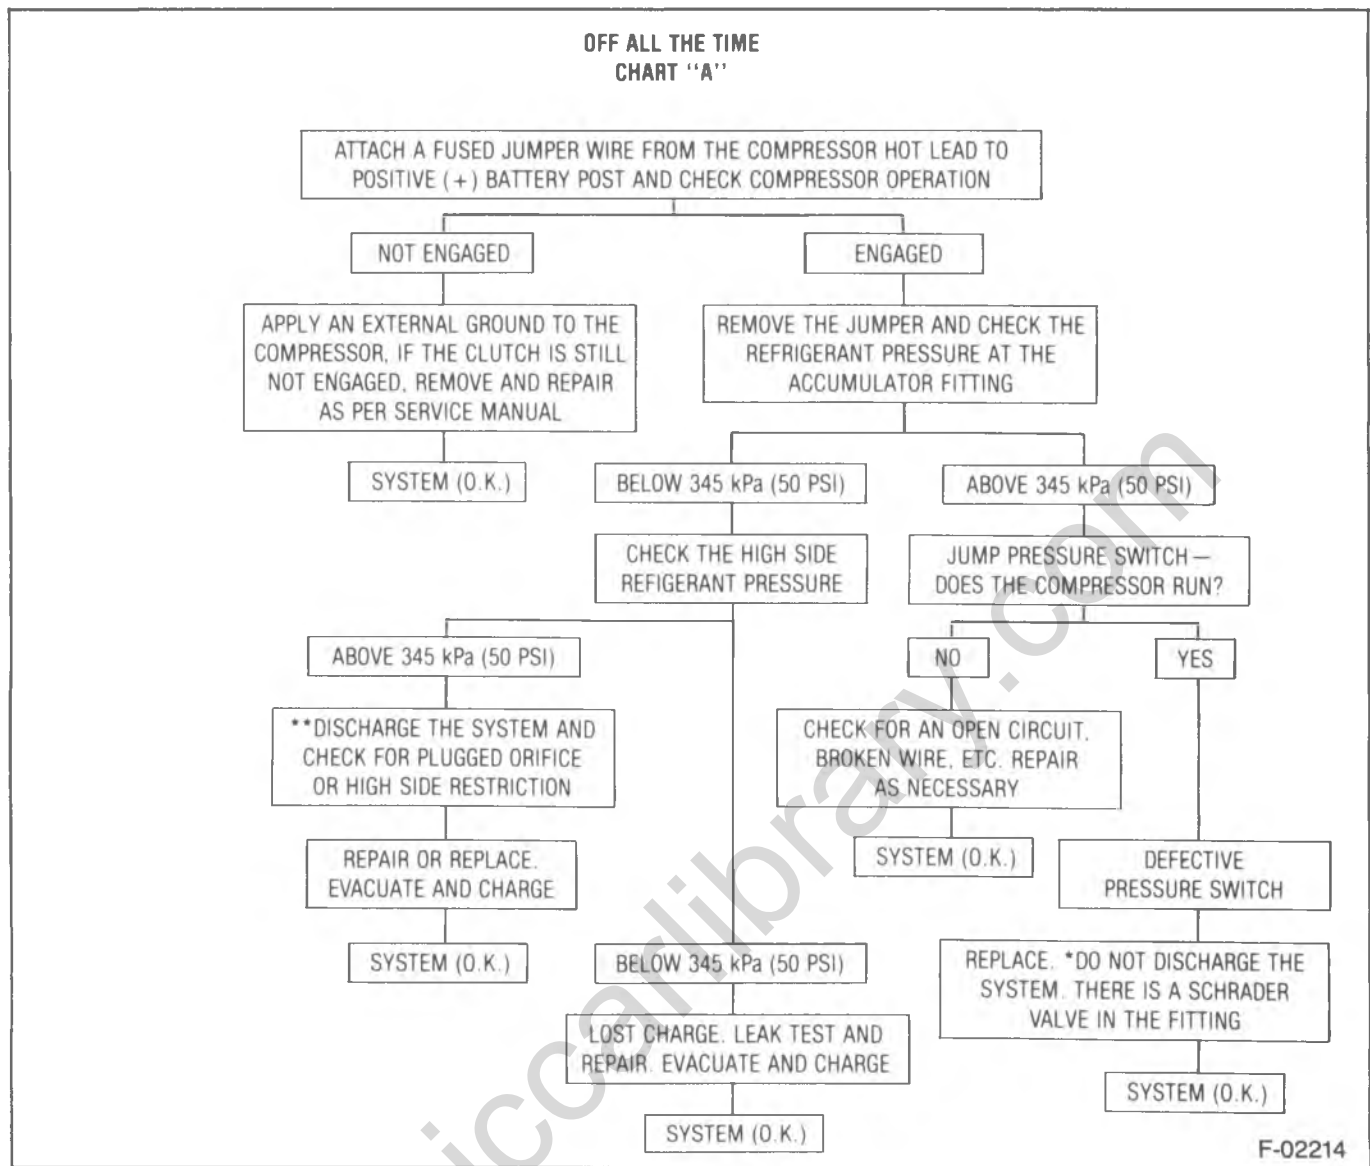 OFF ALL THE TIME
CHART "A"
ATTACH A FUSED JUMPER WIRE FROM THE COMPRESSOR HOT LEAD TO
POSITIVE (+) BATTERY POST AND CHECK COMPRESSOR OPERATION
NOT ENGAGED
ENGAGED
APPLY AN EXTERNAL GROUND TO THE
COMPRESSOR, IF THE CLUTCH IS STILL
NOT ENGAGED, REMOVE AND REPAIR
AS PER SERVICE MANUAL
SYSTEM (O.K.)
REMOVE THE JUMPER AND CHECK THE
REFRIGERANT PRESSURE AT THE
ACCUMULATOR FITTING
BELOW 345 kPa (50 PSI)
ABOVE 345 kPa (50 PSI)
CHECK THE HIGH SIDE
REFIGERANT PRESSURE
JUMP PRESSURE SWITCH—
DOES THE COMPRESSOR RUN?
ABOVE 345 kPa (50 PSI)
NO
YES
**DISCHARGE THE SYSTEM AND
CHECK FOR PLUGGED ORIFICE
OR HIGH SIDE RESTRICTION
CHECK FOR AN OPEN CIRCUIT,
BROKEN WIRE, ETC. REPAIR
AS NECESSARY
REPAIR OR REPLACE.
EVACUATE AND CHARGE
SYSTEM (O.K.)
DEFECTIVE
PRESSURE SWITCH
SYSTEM (O.K.)
BELOW 345 kPa (50 PSI)
REPLACE. *DO NOT DISCHARGE THE
SYSTEM. THERE IS A SCHRADER
VALVE IN THE FITTING
LOST CHARGE. LEAK TEST AND
REPAIR. EVACUATE AND CHARGE
SYSTEM (O.K.)
SYSTEM (O.K.)
F-02214
iccarlibrary.com